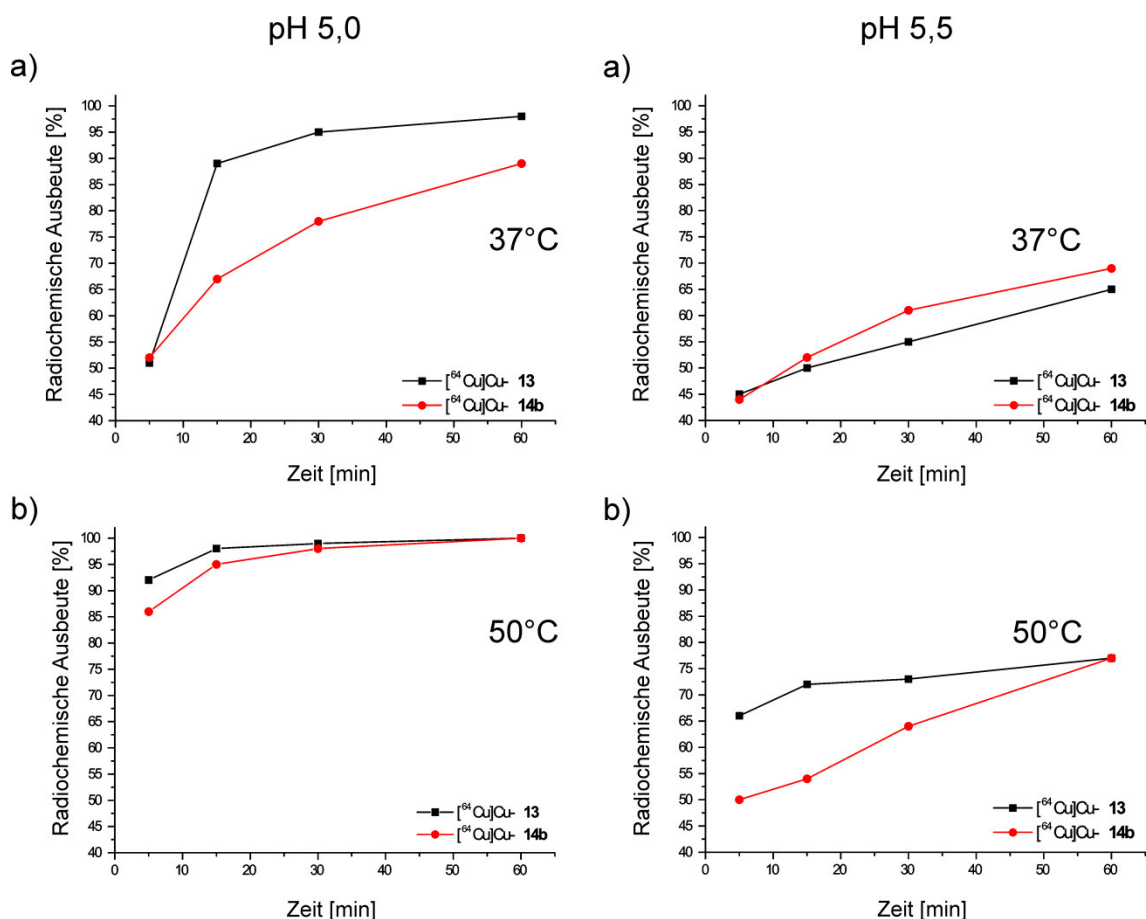 pH 5,0
pH 5,5
a)
Radiochemische Ausbeute [%]
100
95
90
85
80
75
70
65
60
55
50
45
40
37°C
[⁶⁴Cu]Cu- 13
[⁶⁴Cu]Cu- 14b
0 10 20 30 40 50 60
Zeit [min]
a)
Radiochemische Ausbeute [%]
100
95
90
85
80
75
70
65
60
55
50
45
40
37°C
[⁶⁴Cu]Cu- 13
[⁶⁴Cu]Cu- 14b
0 10 20 30 40 50 60
Zeit [min]
b)
Radiochemische Ausbeute [%]
100
95
90
85
80
75
70
65
60
55
50
45
40
50°C
[⁶⁴Cu]Cu- 13
[⁶⁴Cu]Cu- 14b
0 10 20 30 40 50 60
Zeit [min]
b)
Radiochemische Ausbeute [%]
100
95
90
85
80
75
70
65
60
55
50
45
40
50°C
[⁶⁴Cu]Cu- 13
[⁶⁴Cu]Cu- 14b
0 10 20 30 40 50 60
Zeit [min]